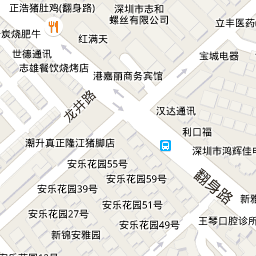 正浩猪肚鸡(翻身路)
深圳市志和
螺丝有限公司
立丰医药(
炭烧肥牛
红满天
世德通讯
宝城电器
志雄餐饮烧烤店
港嘉丽商务宾馆
龙井路
汉达通讯
利口福
潮升真正隆江猪脚店
深圳市鸿辉佳电
安乐花园55号
翻身路
安乐花园39号
安乐花园59号
新雅
安乐花园51号
安乐花园27号
安乐花园49号
王琴口腔诊所
新锦安雅园